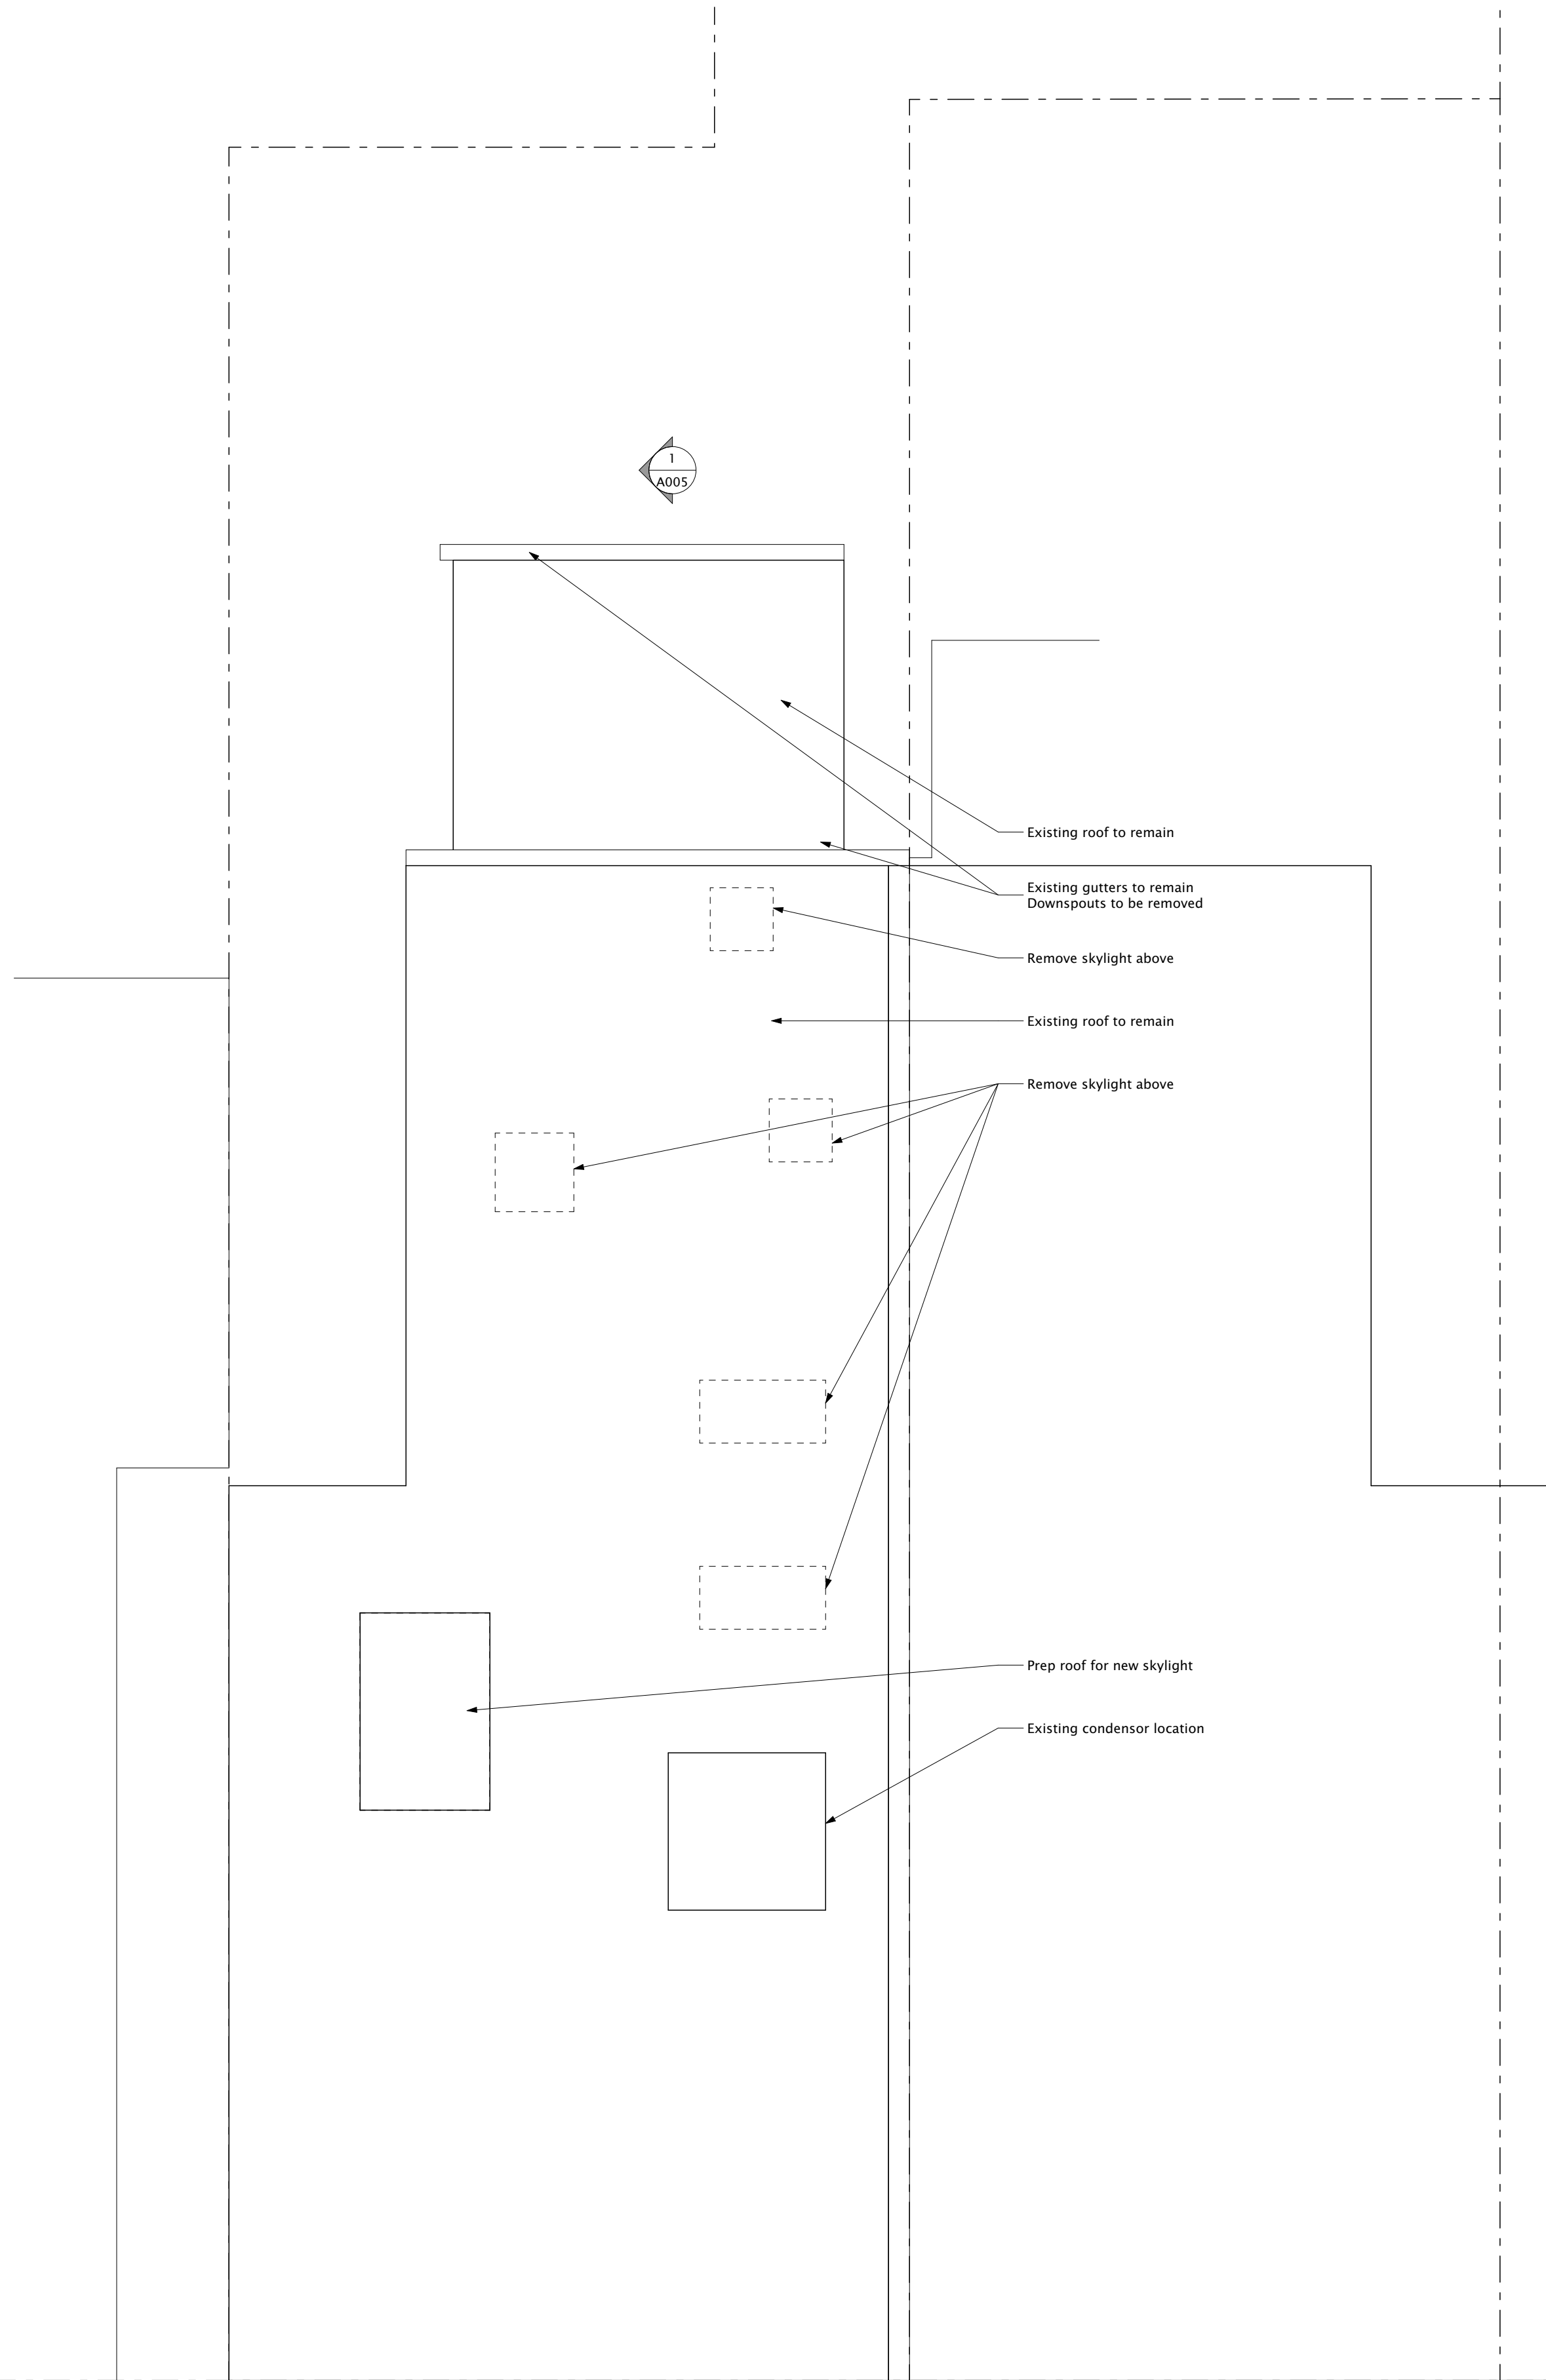 1
A005
Existing roof to remain
Existing gutters to remain
Downspouts to be removed
Remove skylight above
Existing roof to remain
Remove skylight above
Prep roof for new skylight
Existing condensor location